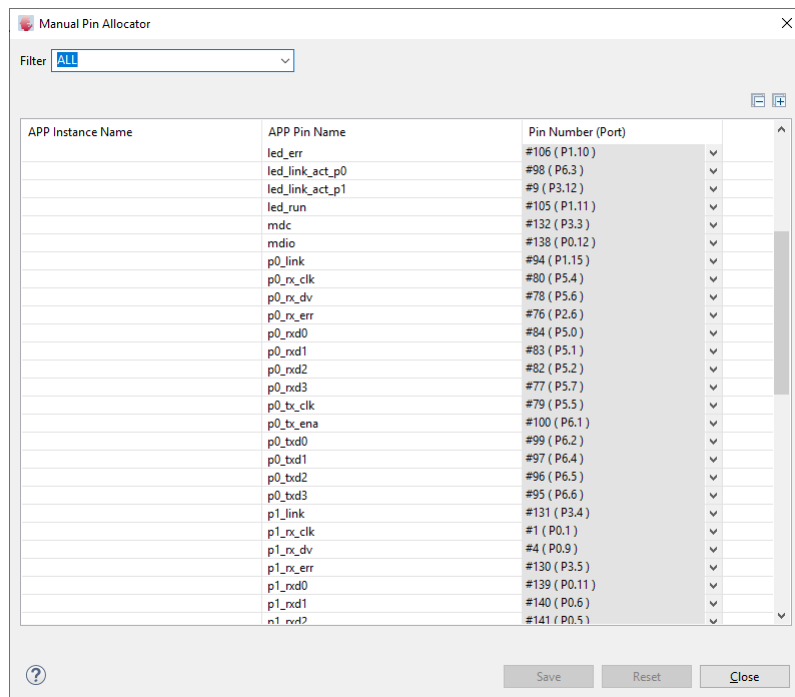 Manual Pin Allocator
Filter ALL
APP Instance Name APP Pin Name Pin Number (Port)
led_err #106 ( P1.10 )
led_link_act_p0 #98 ( P6.3 )
led_link_act_p1 #9 ( P3.12 )
led_run #105 ( P1.11 )
mdc #132 ( P3.3 )
mdio #138 ( P0.12 )
p0_link #94 ( P1.15 )
p0_rx_clk #80 ( P5.4 )
p0_rx_dv #78 ( P5.6 )
p0_rx_err #76 ( P2.6 )
p0_rxd0 #84 ( P5.0 )
p0_rxd1 #83 ( P5.1 )
p0_rxd2 #82 ( P5.2 )
p0_rxd3 #77 ( P5.7 )
p0_tx_clk #79 ( P5.5 )
p0_tx_ena #100 ( P6.1 )
p0_txd0 #99 ( P6.2 )
p0_txd1 #97 ( P6.4 )
p0_txd2 #96 ( P6.5 )
p0_txd3 #95 ( P6.6 )
p1_link #131 ( P3.4 )
p1_rx_clk #1 ( P0.1 )
p1_rx_dv #4 ( P0.9 )
p1_rx_err #130 ( P3.5 )
p1_rxd0 #139 ( P0.11 )
p1_rxd1 #140 ( P0.6 )
p1_rxd2 #141 ( P0.5 )
? Save Reset Close